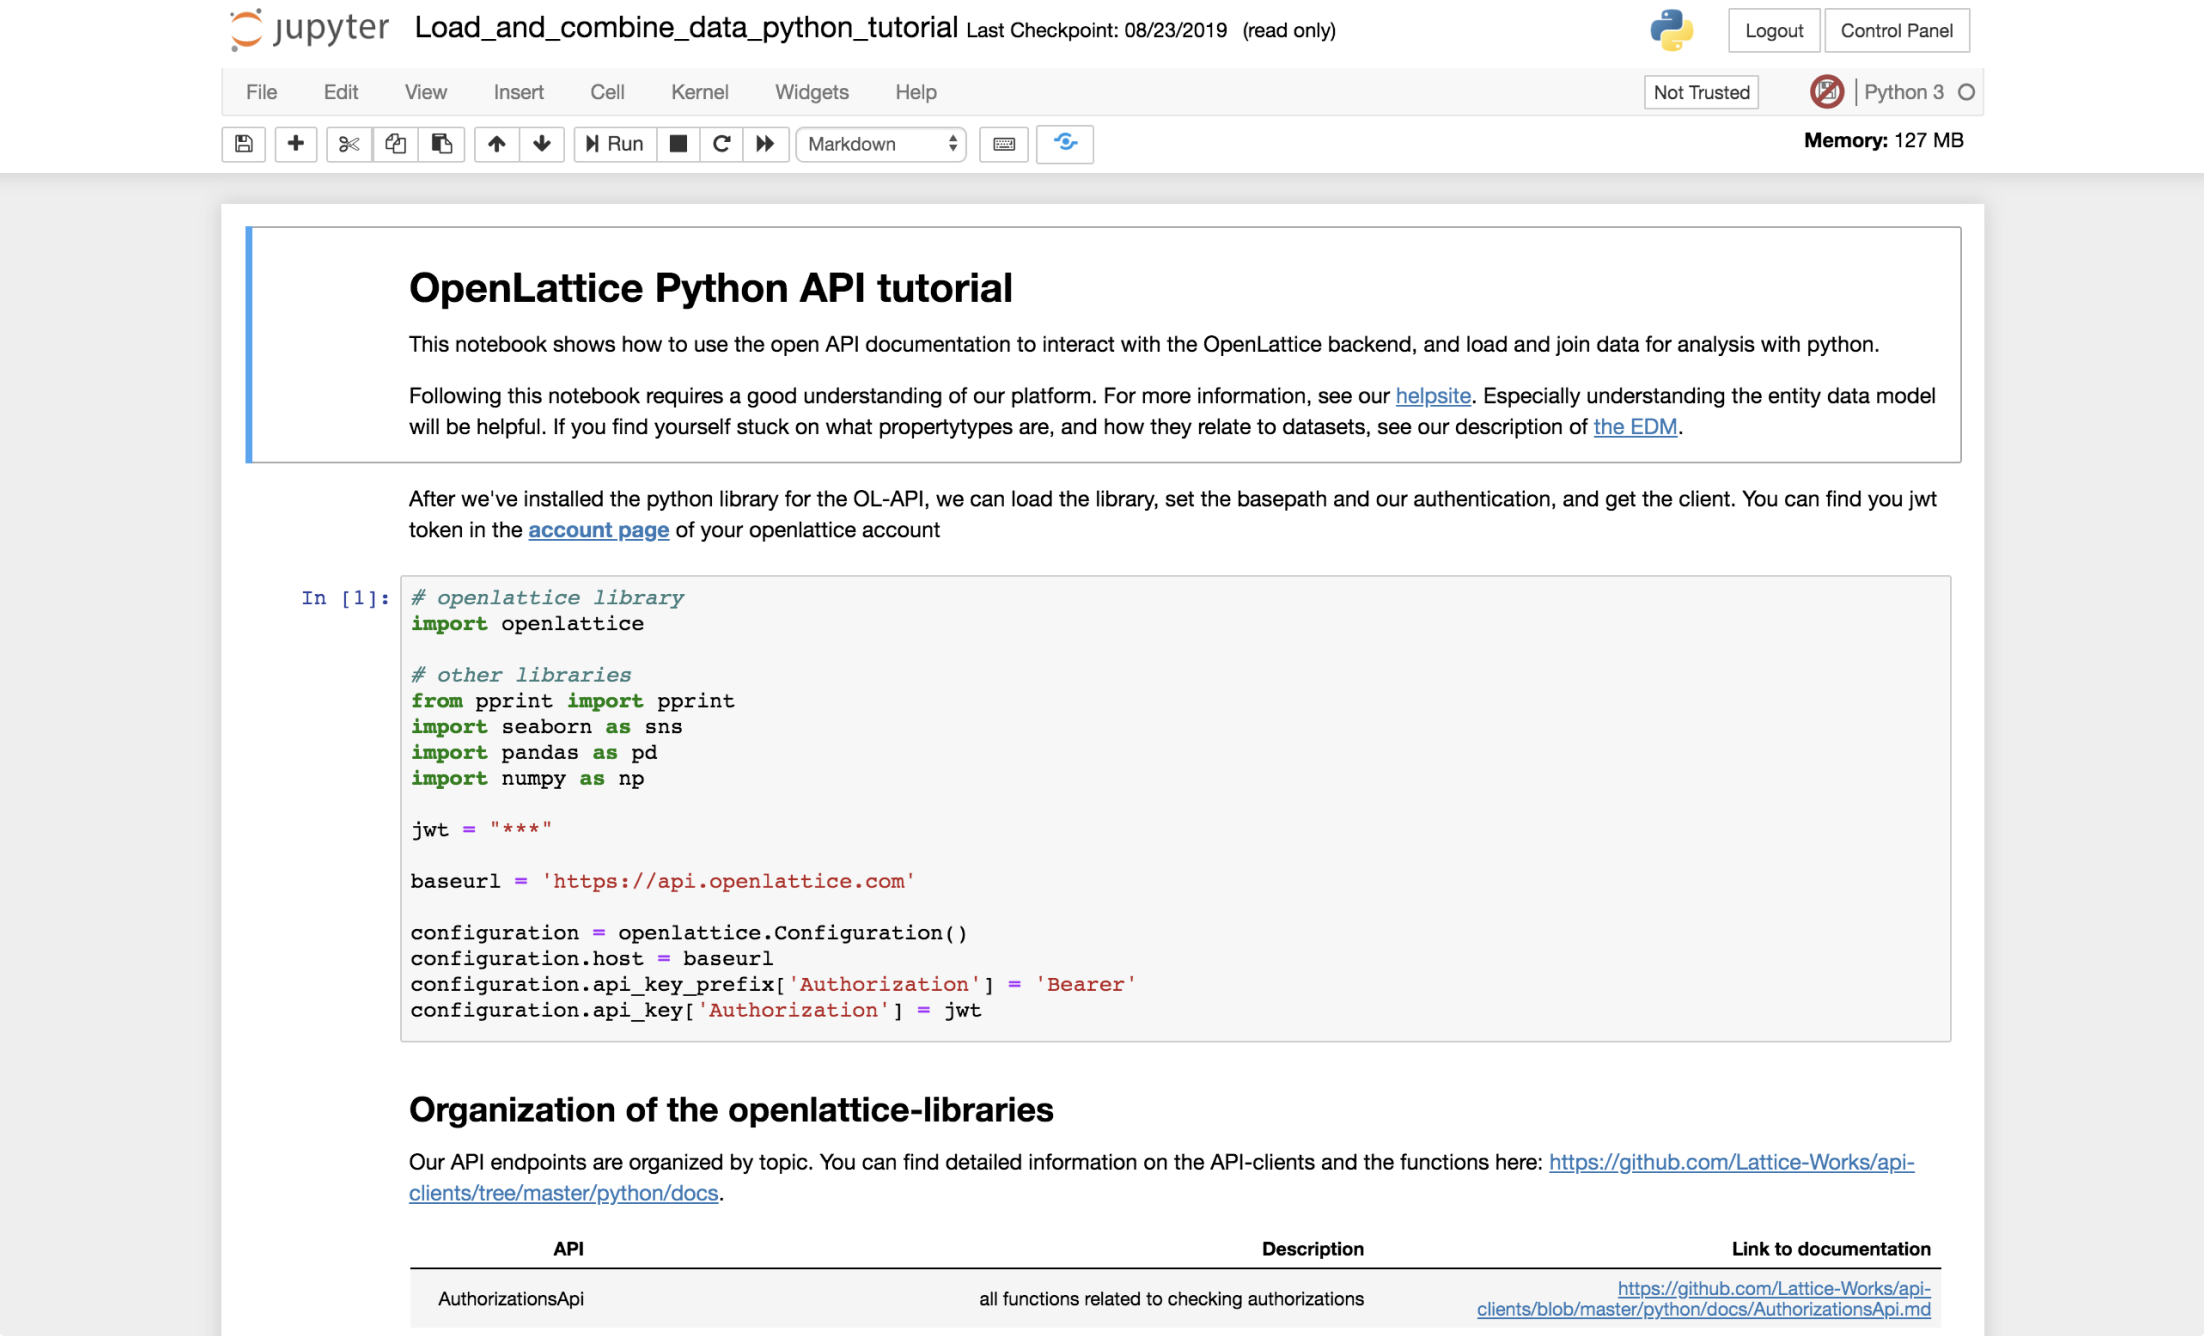 jupyter Load_and_combine_data_python_tutorial Last Checkpoint: 08/23/2019 (read only) Logout Control Panel
File Edit View Insert Cell Kernel Widgets Help Not Trusted Python 3
Run Markdown Memory: 127 MB
OpenLattice Python API tutorial
This notebook shows how to use the open API documentation to interact with the OpenLattice backend, and load and join data for analysis with python.
Following this notebook requires a good understanding of our platform. For more information, see our helpsite. Especially understanding the entity data model
will be helpful. If you find yourself stuck on what propertytypes are, and how they relate to datasets, see our description of the EDM.
After we've installed the python library for the OL-API, we can load the library, set the basepath and our authentication, and get the client. You can find you jwt
token in the account page of your openlattice account
In [1]: # openlattice library
import openlattice
# other libraries
from pprint import pprint
import seaborn as sns
import pandas as pd
import numpy as np
jwt = "***"
baseurl = 'https://api.openlattice.com'
configuration = openlattice.Configuration()
configuration.host = baseurl
configuration.api_key_prefix['Authorization'] = 'Bearer'
configuration.api_key['Authorization'] = jwt
Organization of the openlattice-libraries
Our API endpoints are organized by topic. You can find detailed information on the API-clients and the functions here: https://github.com/Lattice-Works/api-
clients/tree/master/python/docs.
API Description Link to documentation
AuthorizationsApi all functions related to checking authorizations https://github.com/Lattice-Works/api-
clients/blob/master/python/docs/AuthorizationsApi.md